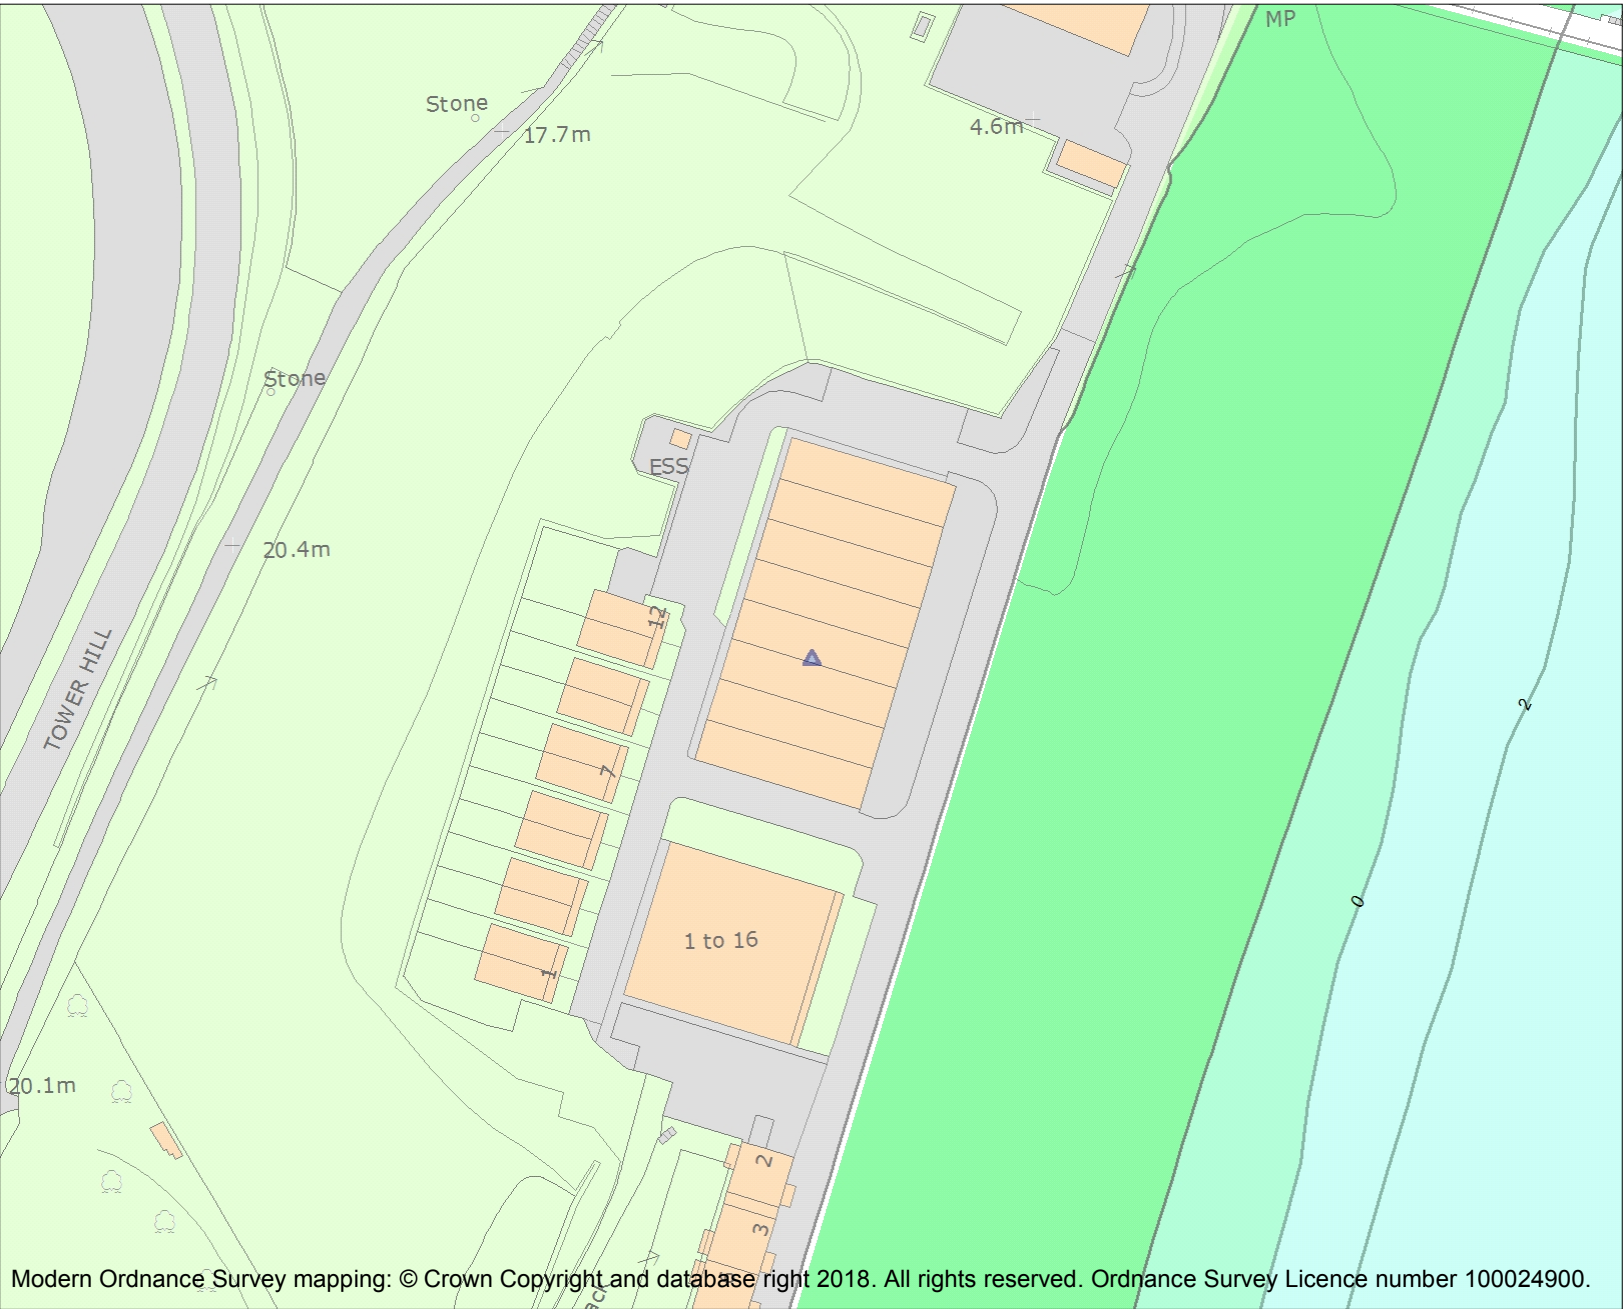 MP
Stone
17.7m
4.6m
Stone
ESS
20.4m
12
TOWER HILL
2
7
0
1 to 16
1
20.1m
2
3
Modern Ordnance Survey mapping: © Crown Copyright and database right 2018. All rights reserved. Ordnance Survey Licence number 100024900.